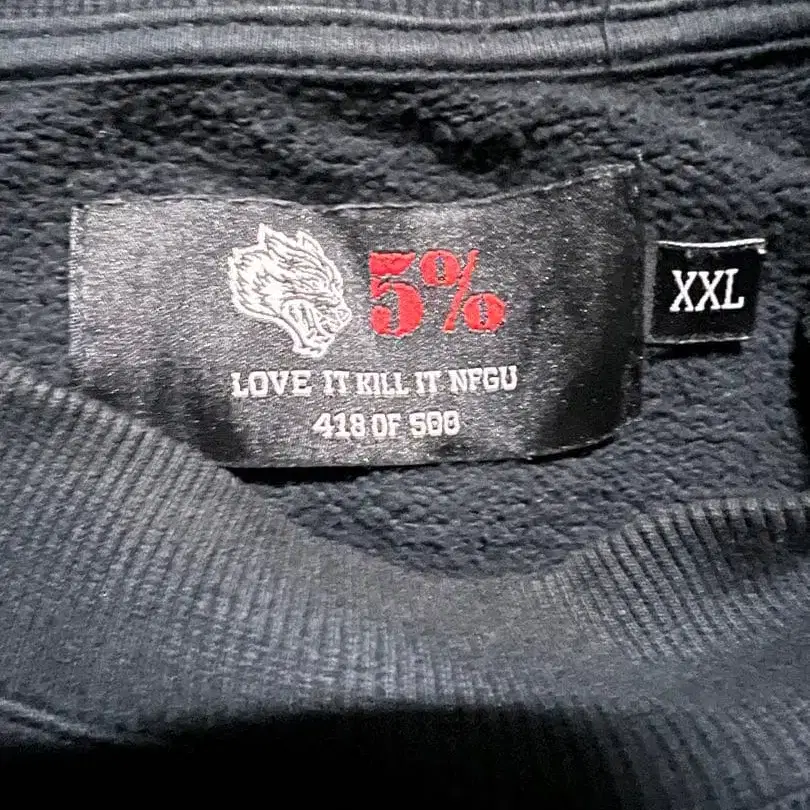 5%
XXL
LOVE IT KILL IT NFGU
418 OF 500